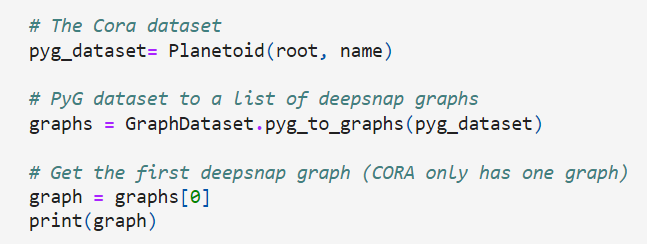 # The Cora dataset
pyg_dataset= Planetoid(root, name)
# PyG dataset to a list of deepsnap graphs
graphs = GraphDataset.pyg_to_graphs(pyg_dataset)
# Get the first deepsnap graph (CORA only has one graph)
graph = graphs[0]
print(graph)